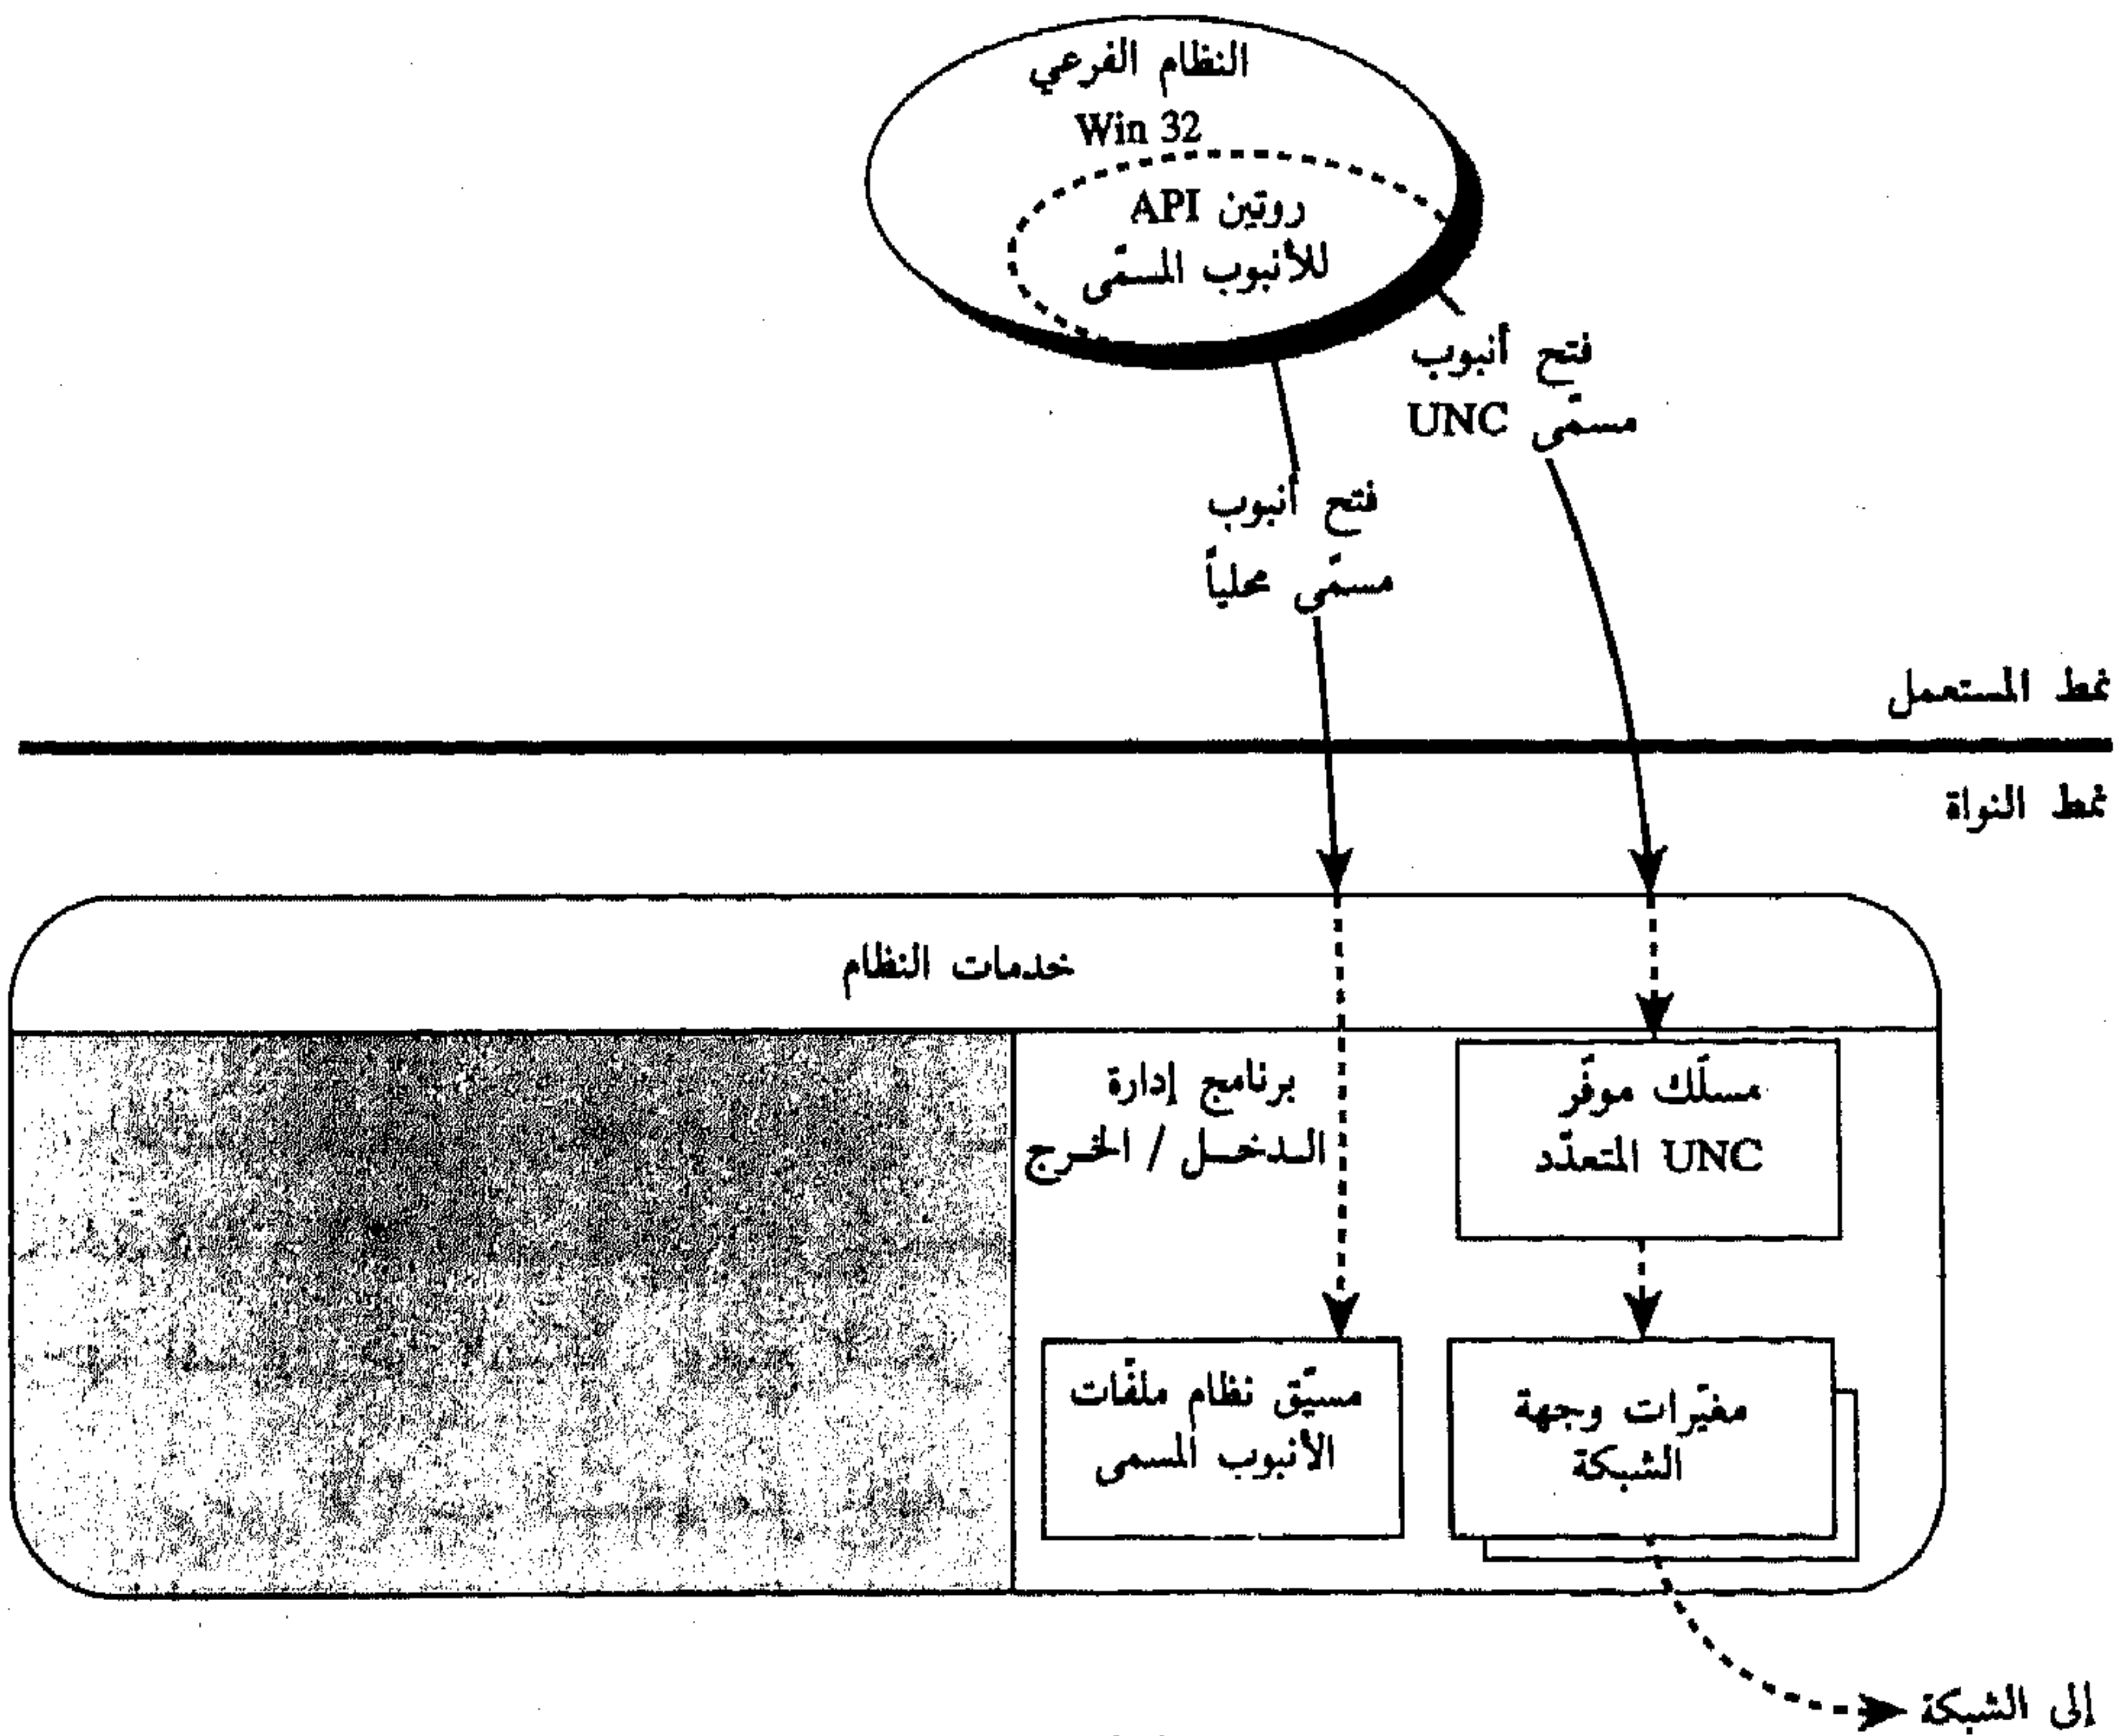 النظام الفرعي
Win 32
روتين API
للأنبوب المسمّى
فتح أنبوب
مسمّى UNC
فتح أنبوب
مسمّى محلياً
نمط المستعمل
نمط النواة
خدمات النظام
مسلّك موفّر
UNC المتعدّد
برنامج إدارة
الدخل / الخرج
مغيّرات وجهة
الشبكة
مسيّق نظام ملفّات
الأنبوب المسمى
إلى الشبكة